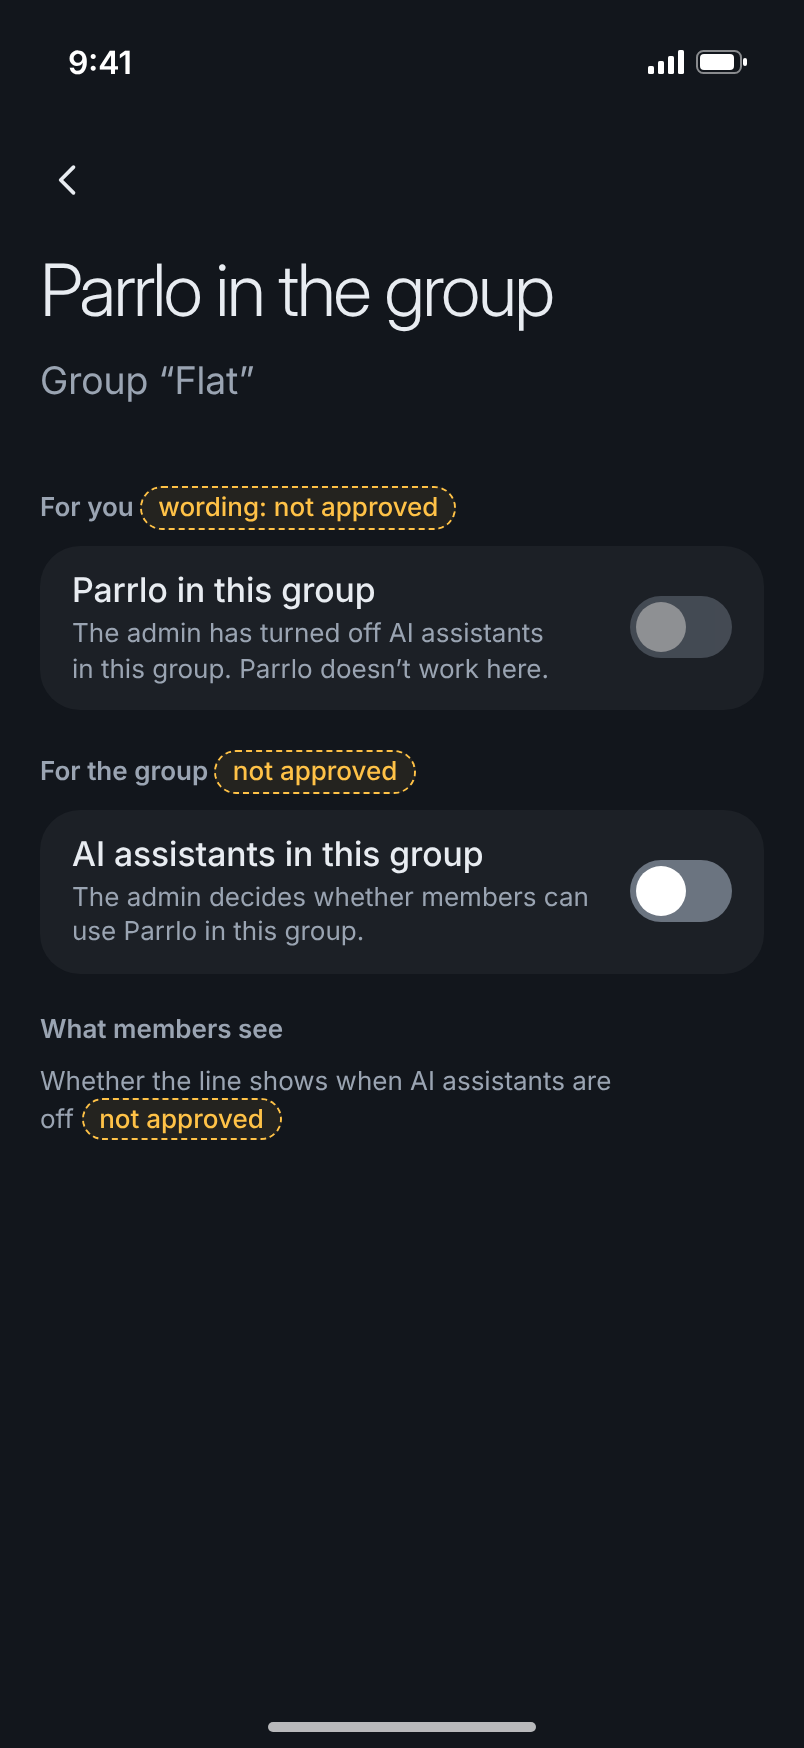 9:41
Parrlo in the group
Group “Flat”
For you wording: not approved
Parrlo in this group
The admin has turned off AI assistants
in this group. Parrlo doesn’t work here.
For the group not approved
AI assistants in this group
The admin decides whether members can
use Parrlo in this group.
What members see
Whether the line shows when AI assistants are
off not approved